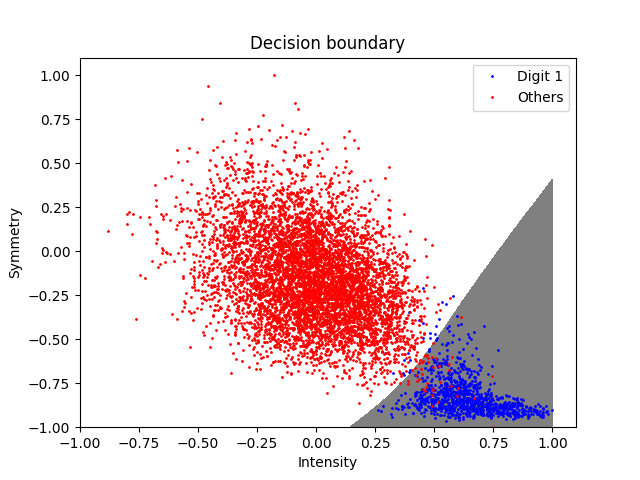 Decision boundary
Digit 1
Others
Symmetry
1.00
0.75
0.50
0.25
0.00
−0.25
−0.50
−0.75
−1.00
−1.00 −0.75 −0.50 −0.25 0.00 0.25 0.50 0.75 1.00
Intensity